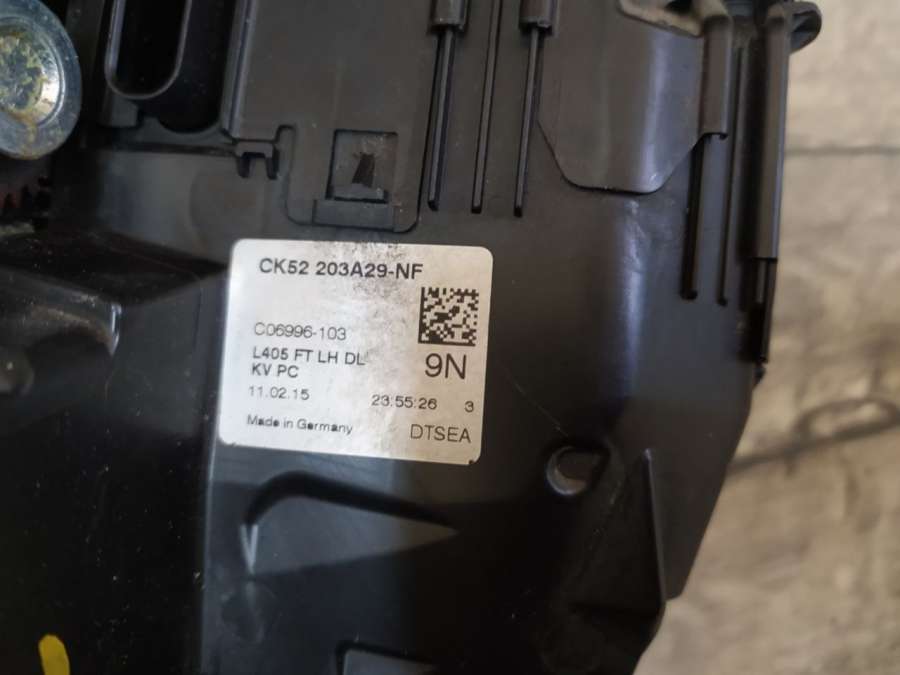 CK52 203A29-NF
C06996-103
L405 FT LH DL
KV PC
9N
11.02.15 23:55:26 3
Made in Germany DTSEA